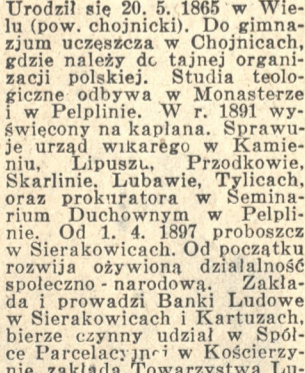 Urodził się 20. 5. 1865 w Wie-
lu (pow. chojnicki). Do gimna-
zjum uczęszcza w Chojnicach,
gdzie należy do tajnej organi-
zacji polskiej. Studia teolo-
giczne odbywa w Monasterze
i w Pelplinie. W r. 1891 wy-
święcony na kapłana. Sprawu-
je urząd wikarego w Kamie-
niu, Lipuszu, Przodkowie,
Skarlinie, Lubawie, Tylicach,
oraz prokuratora w Semina-
rium Duchownym w Pelpli-
nie. Od 1. 4. 1897 proboszcz
w Sierakowicach. Od początku
rozwija ożywioną działalność
społeczno-narodową. Zakła-
da i prowadzi Banki Ludowe
w Sierakowicach i Kartuzach,
bierze czynny udział w Spół-
ce Parcelacyjnej w Kościerzy-
nie, zakłada Towarzystwa Lu-